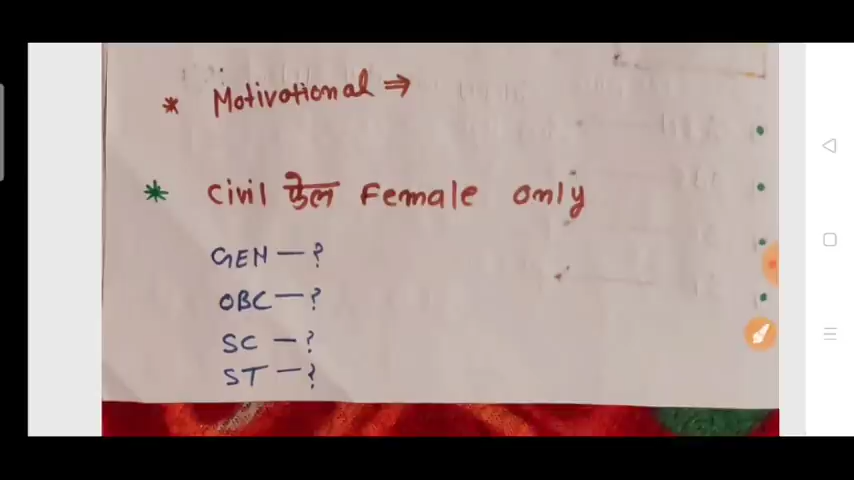 * Motivational ⇒
* Civil फेल Female only
GEN — ?
OBC — ?
SC — ?
ST — ?